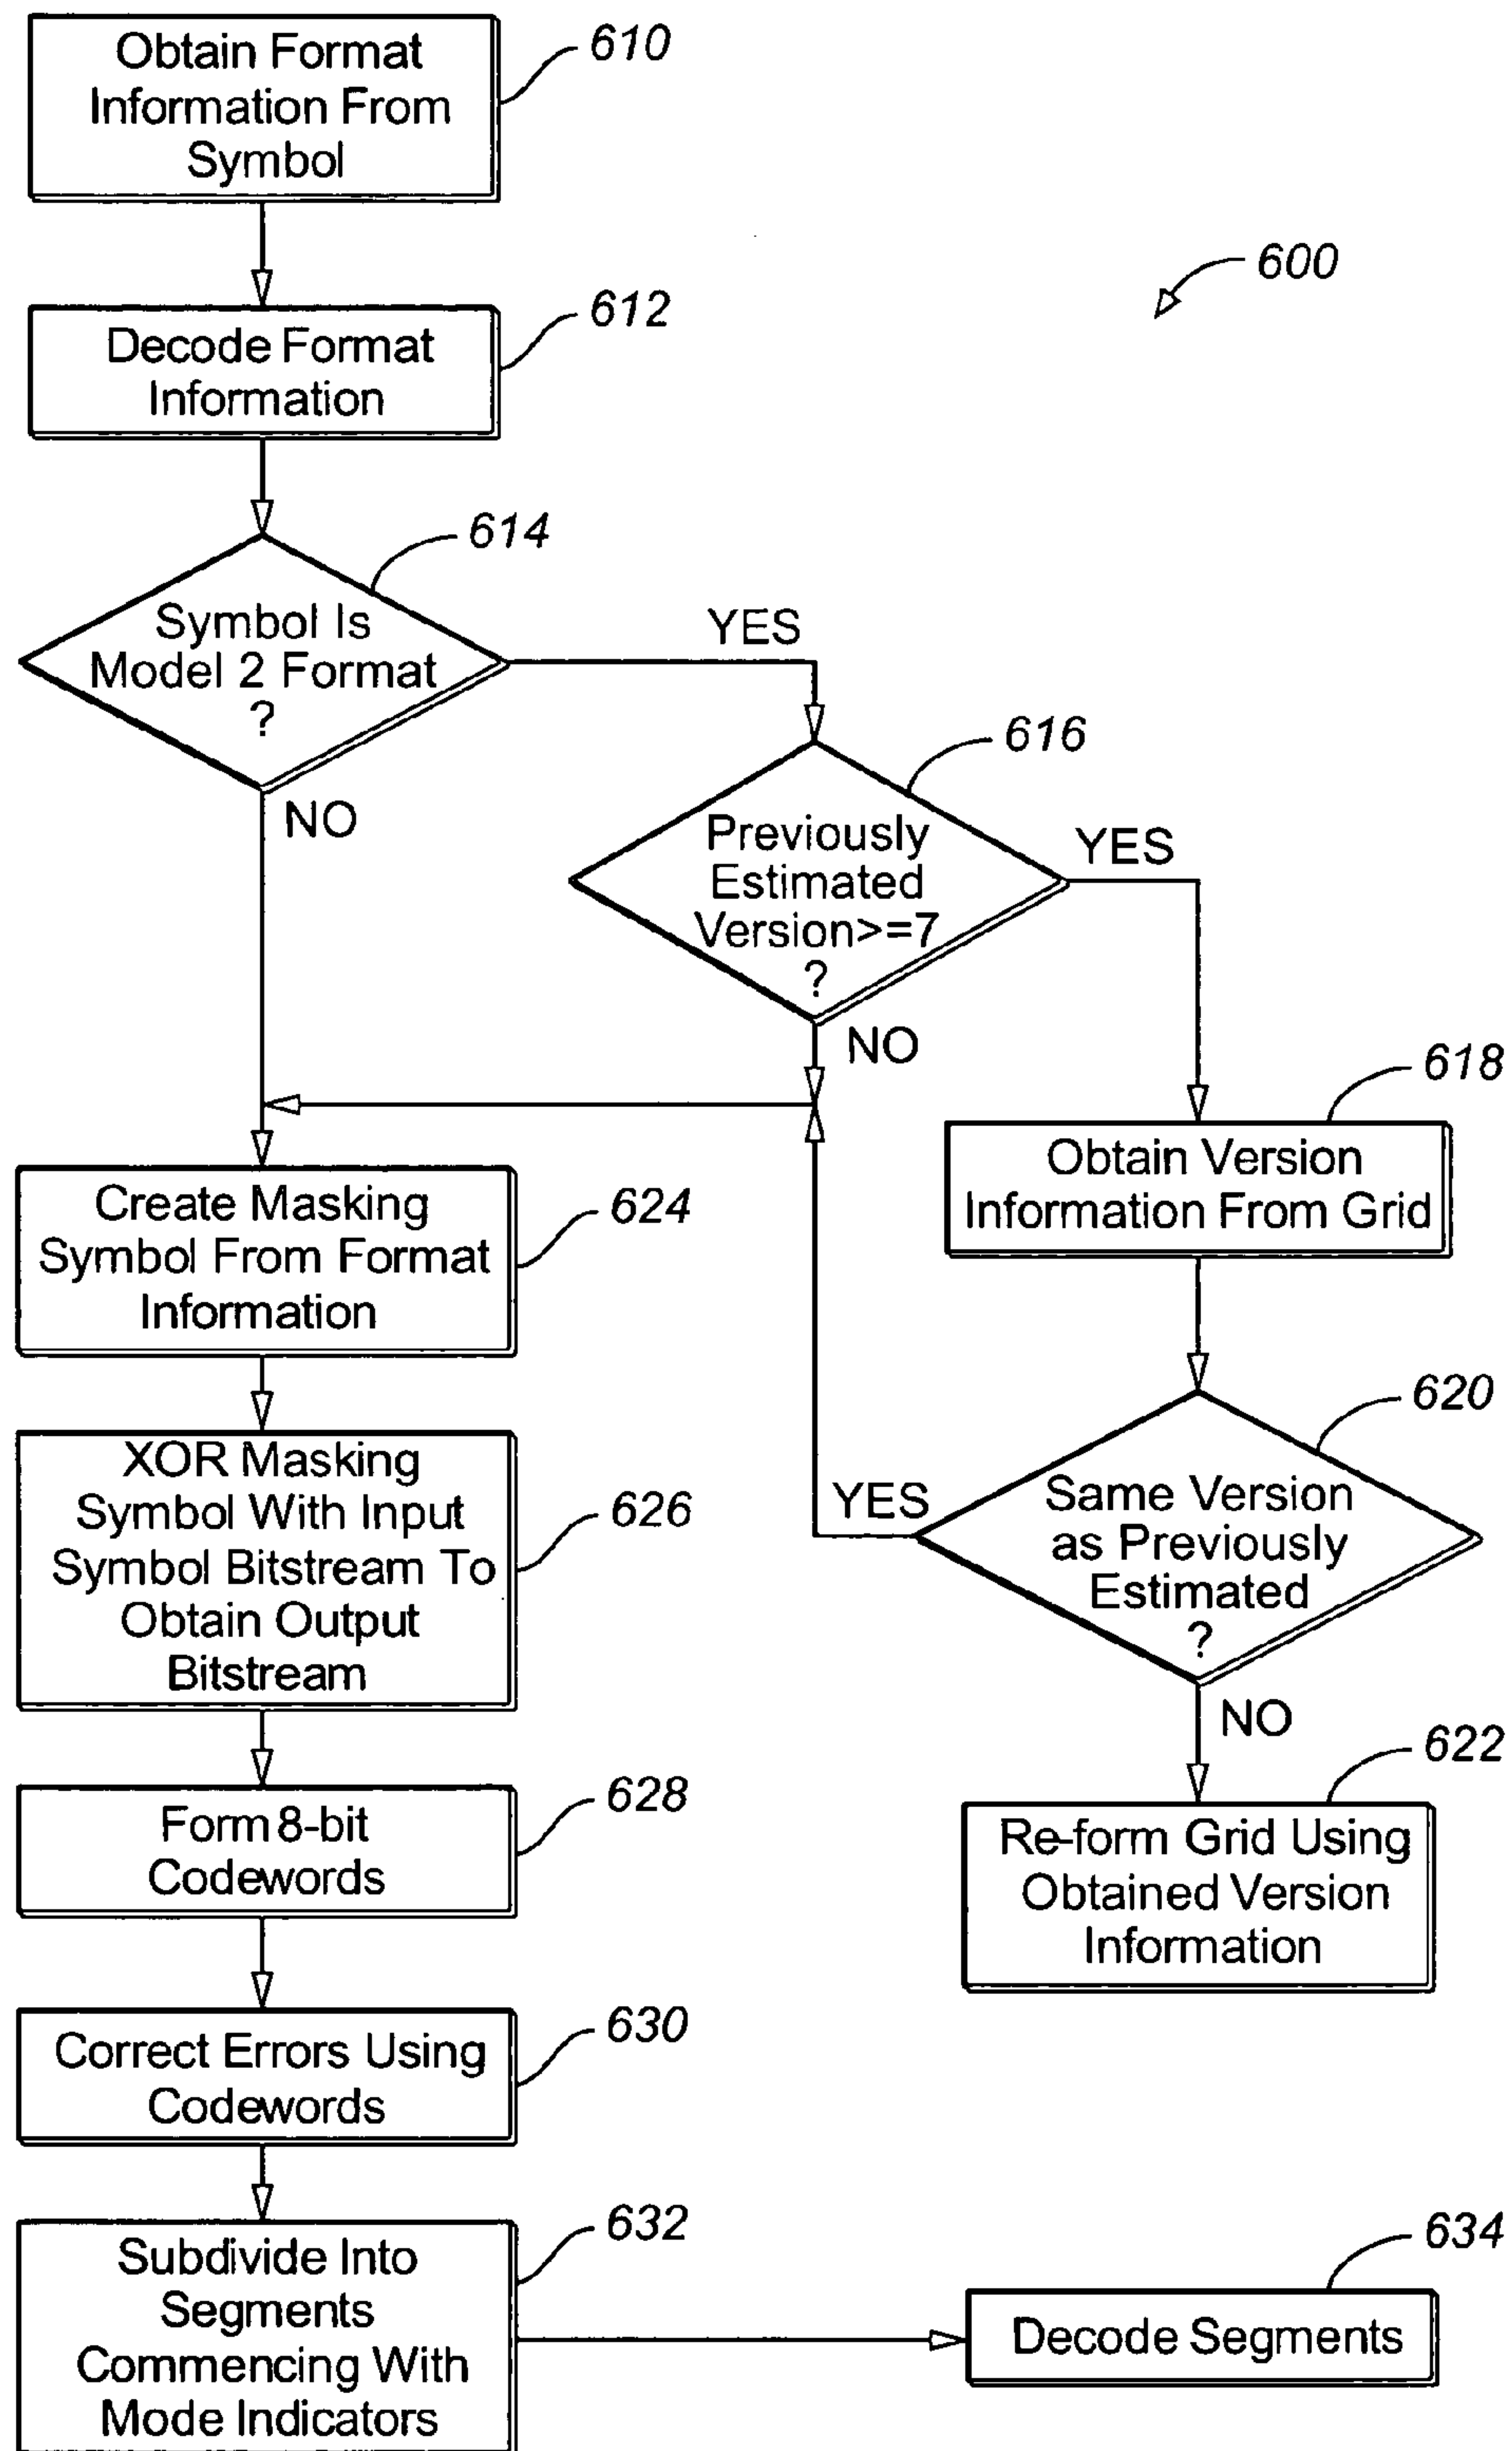 Obtain Format
Information From
Symbol
610
600
Decode Format
Information
612
614
Symbol Is
Model 2 Format
?
YES
NO
616
Previously
Estimated
Version>=7
?
YES
NO
618
Obtain Version
Information From Grid
Create Masking
Symbol From Format
Information
624
620
Same Version
as Previously
Estimated
?
YES
NO
XOR Masking
Symbol With Input
Symbol Bitstream To
Obtain Output
Bitstream
626
622
Re-form Grid Using
Obtained Version
Information
Form 8-bit
Codewords
628
Correct Errors Using
Codewords
630
Subdivide Into
Segments
Commencing With
Mode Indicators
632
634
Decode Segments